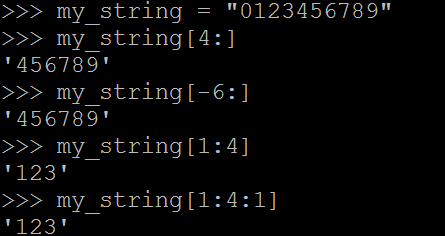 >>> my_string = "0123456789"
>>> my_string[4:]
'456789'
>>> my_string[-6:]
'456789'
>>> my_string[1:4]
'123'
>>> my_string[1:4:1]
'123'